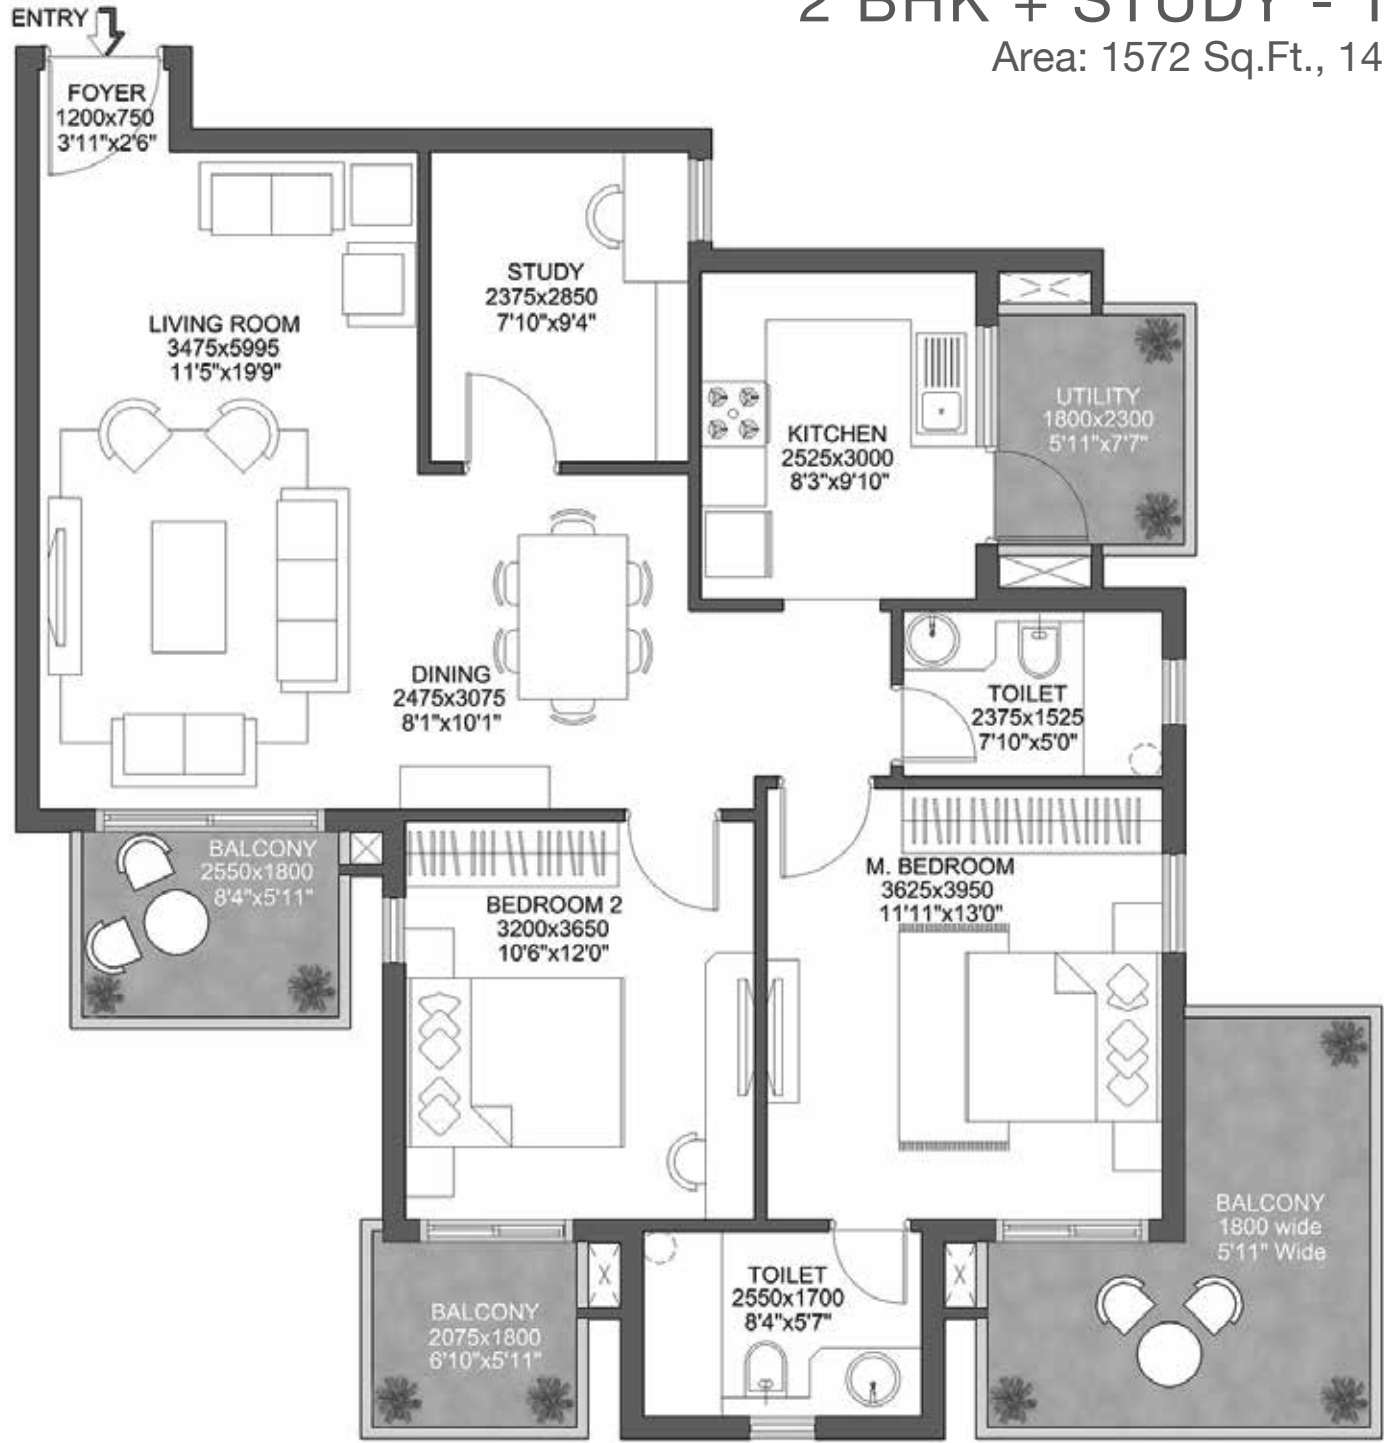 ENTRY
2 BHK + STUDY - 1
Area: 1572 Sq.Ft., 14
FOYER
1200x750
3'11"x2'6"
STUDY
2375x2850
7'10"x9'4"
LIVING ROOM
3475x5995
11'5"x19'9"
UTILITY
1800x2300
5'11"x7'7"
KITCHEN
2525x3000
8'3"x9'10"
DINING
2475x3075
8'1"x10'1"
TOILET
2375x1525
7'10"x5'0"
BALCONY
2550x1800
8'4"x5'11"
M. BEDROOM
3625x3950
11'11"x13'0"
BEDROOM 2
3200x3650
10'6"x12'0"
BALCONY
1800 wide
5'11" Wide
TOILET
2550x1700
8'4"x5'7"
BALCONY
2075x1800
6'10"x5'11"